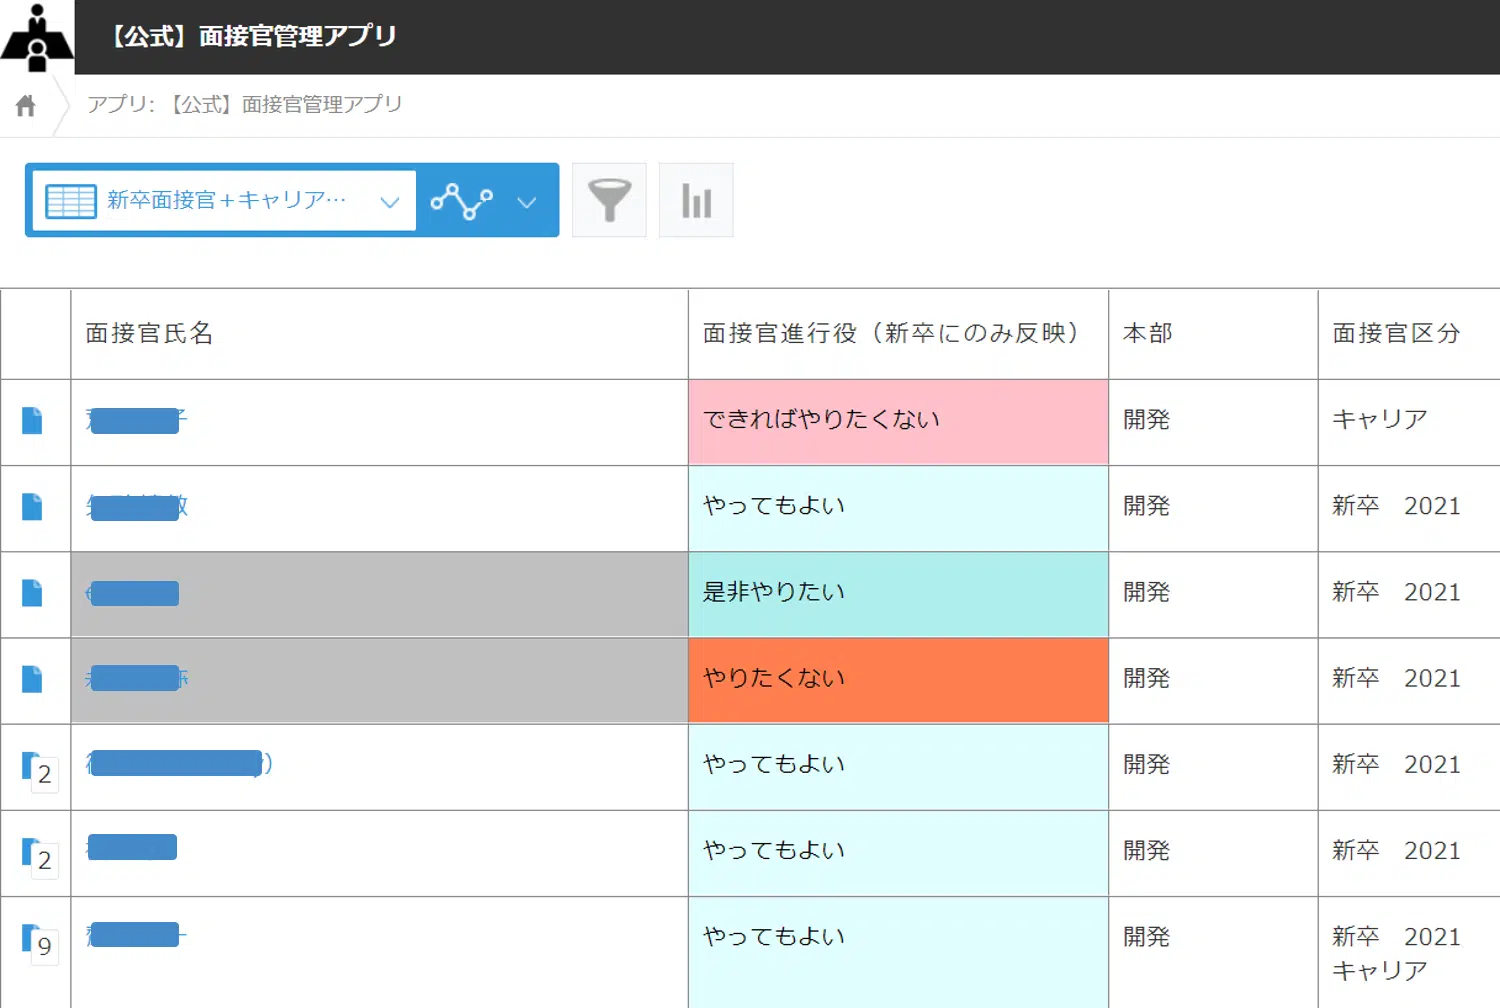 【公式】面接官管理アプリ
アプリ: 【公式】面接官管理アプリ
新卒面接官＋キャリア…
面接官氏名 面接官進行役（新卒にのみ反映） 本部 面接官区分
できればやりたくない 開発 キャリア
やってもよい 開発 新卒　2021
是非やりたい 開発 新卒　2021
やりたくない 開発 新卒　2021
2 やってもよい 開発 新卒　2021
2 やってもよい 開発 新卒　2021
9 やってもよい 開発 新卒　2021
キャリア